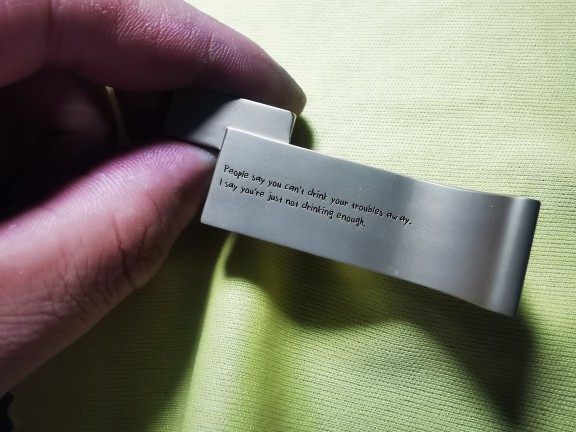 People say you can't drink your troubles away,
I say you're just not drinking enough.